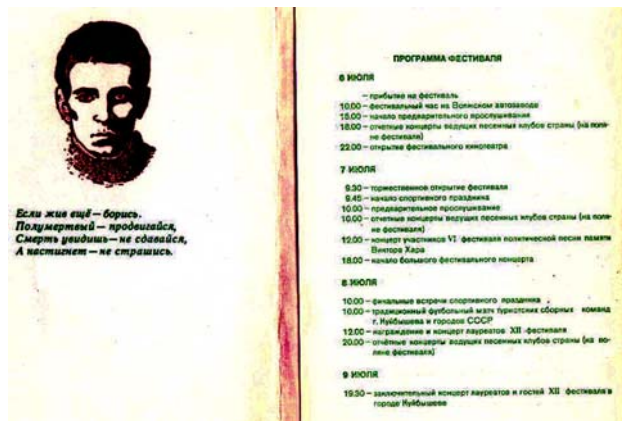 Если жив ещё — борись.
Полумертвый — продвигайся,
Смерть увидишь — не сдавайся,
А настигнет — не страшись.
ПРОГРАММА ФЕСТИВАЛЯ
6 ИЮЛЯ
— прибытие на фестиваль
10.00 — фестивальный час на Волжском автозаводе
15.00 — начало предварительного прослушивания
18.00 — отчетные концерты ведущих песенных клубов страны (на поля-
не фестиваля)
22.00 — открытие фестивального кинотеатра
7 ИЮЛЯ
9.30 — торжественное открытие фестиваля
9.45 — начало спортивного праздника
10.00 — предварительное прослушивание
10.00 — отчетные концерты ведущих песенных клубов страны (на поля-
не фестиваля)
12.00 — концерт участников VI фестиваля политической песни памяти
Виктора Хара
18.00 — начало большого фестивального концерта
8 ИЮЛЯ
10.00 — финальные встречи спортивного праздника
10.00 — традиционный футбольный матч туристских сборных команд
г. Куйбышева и городов СССР
12.00 — награждение и концерт лауреатов XII фестиваля
20.00 — отчётные концерты ведущих песенных клубов страны (на по-
ляне фестиваля)
9 ИЮЛЯ
19.30 — заключительный концерт лауреатов и гостей XII фестиваля в
городе Куйбышеве